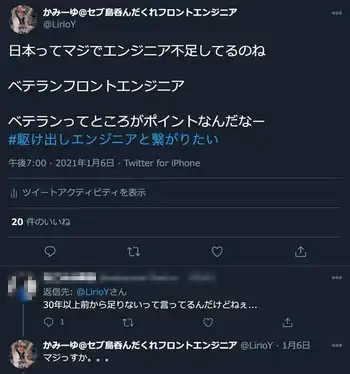 かみーゆ@セブ島呑んだくれフロントエンジニア
@LirioY
日本ってマジでエンジニア不足してるのね
ベテランフロントエンジニア
ベテランってところがポイントなんだなー
#駆け出しエンジニアと繋がりたい
午後7:00・2021年1月6日・Twitter for iPhone
ツイートアクティビティを表示
20 件のいいね
返信先: @LirioYさん
30年以上前から足りないって言ってるんだけどねぇ...
1
かみーゆ@セブ島呑んだくれフロントエンジニア @LirioY・1月6日
マジっすか。。。